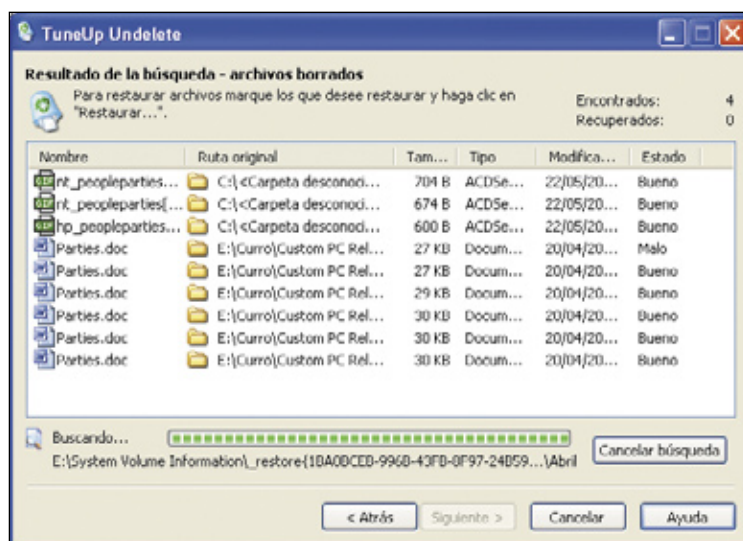 TuneUp Undelete
Resultado de la búsqueda - archivos borrados
Para restaurar archivos marque los que desee restaurar y haga clic en
"Restaurar...".
Encontrados: 4
Recuperados: 0
Nombre Ruta original Tam... Tipo Modifica... Estado
nt_peopleparties... C:\<Carpeta desconoci... 704 B ACDSe... 22/05/20... Bueno
nt_peopleparties[... C:\<Carpeta desconoci... 674 B ACDSe... 22/05/20... Bueno
hp_peopleparties... C:\<Carpeta desconoci... 600 B ACDSe... 22/05/20... Bueno
Parties.doc E:\Curro\Custom PC Rel... 27 KB Docum... 20/04/20... Malo
Parties.doc E:\Curro\Custom PC Rel... 27 KB Docum... 20/04/20... Bueno
Parties.doc E:\Curro\Custom PC Rel... 29 KB Docum... 20/04/20... Bueno
Parties.doc E:\Curro\Custom PC Rel... 30 KB Docum... 20/04/20... Bueno
Parties.doc E:\Curro\Custom PC Rel... 30 KB Docum... 20/04/20... Bueno
Parties.doc E:\Curro\Custom PC Rel... 30 KB Docum... 20/04/20... Bueno
Buscando...
Cancelar búsqueda
E:\System Volume Information\_restore{1BA0BCEB-996B-43FB-8F97-24B59...\Abril
< Atrás Siguiente > Cancelar Ayuda